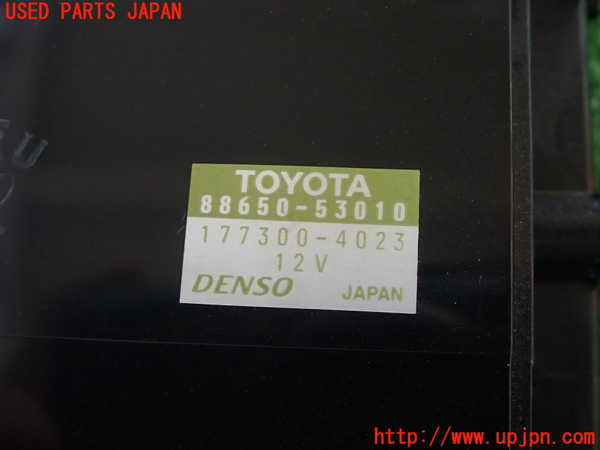 USED PARTS JAPAN
TOYOTA
88650-53010
177300-4023
12V
DENSO
JAPAN
http://www.upjpn.com/